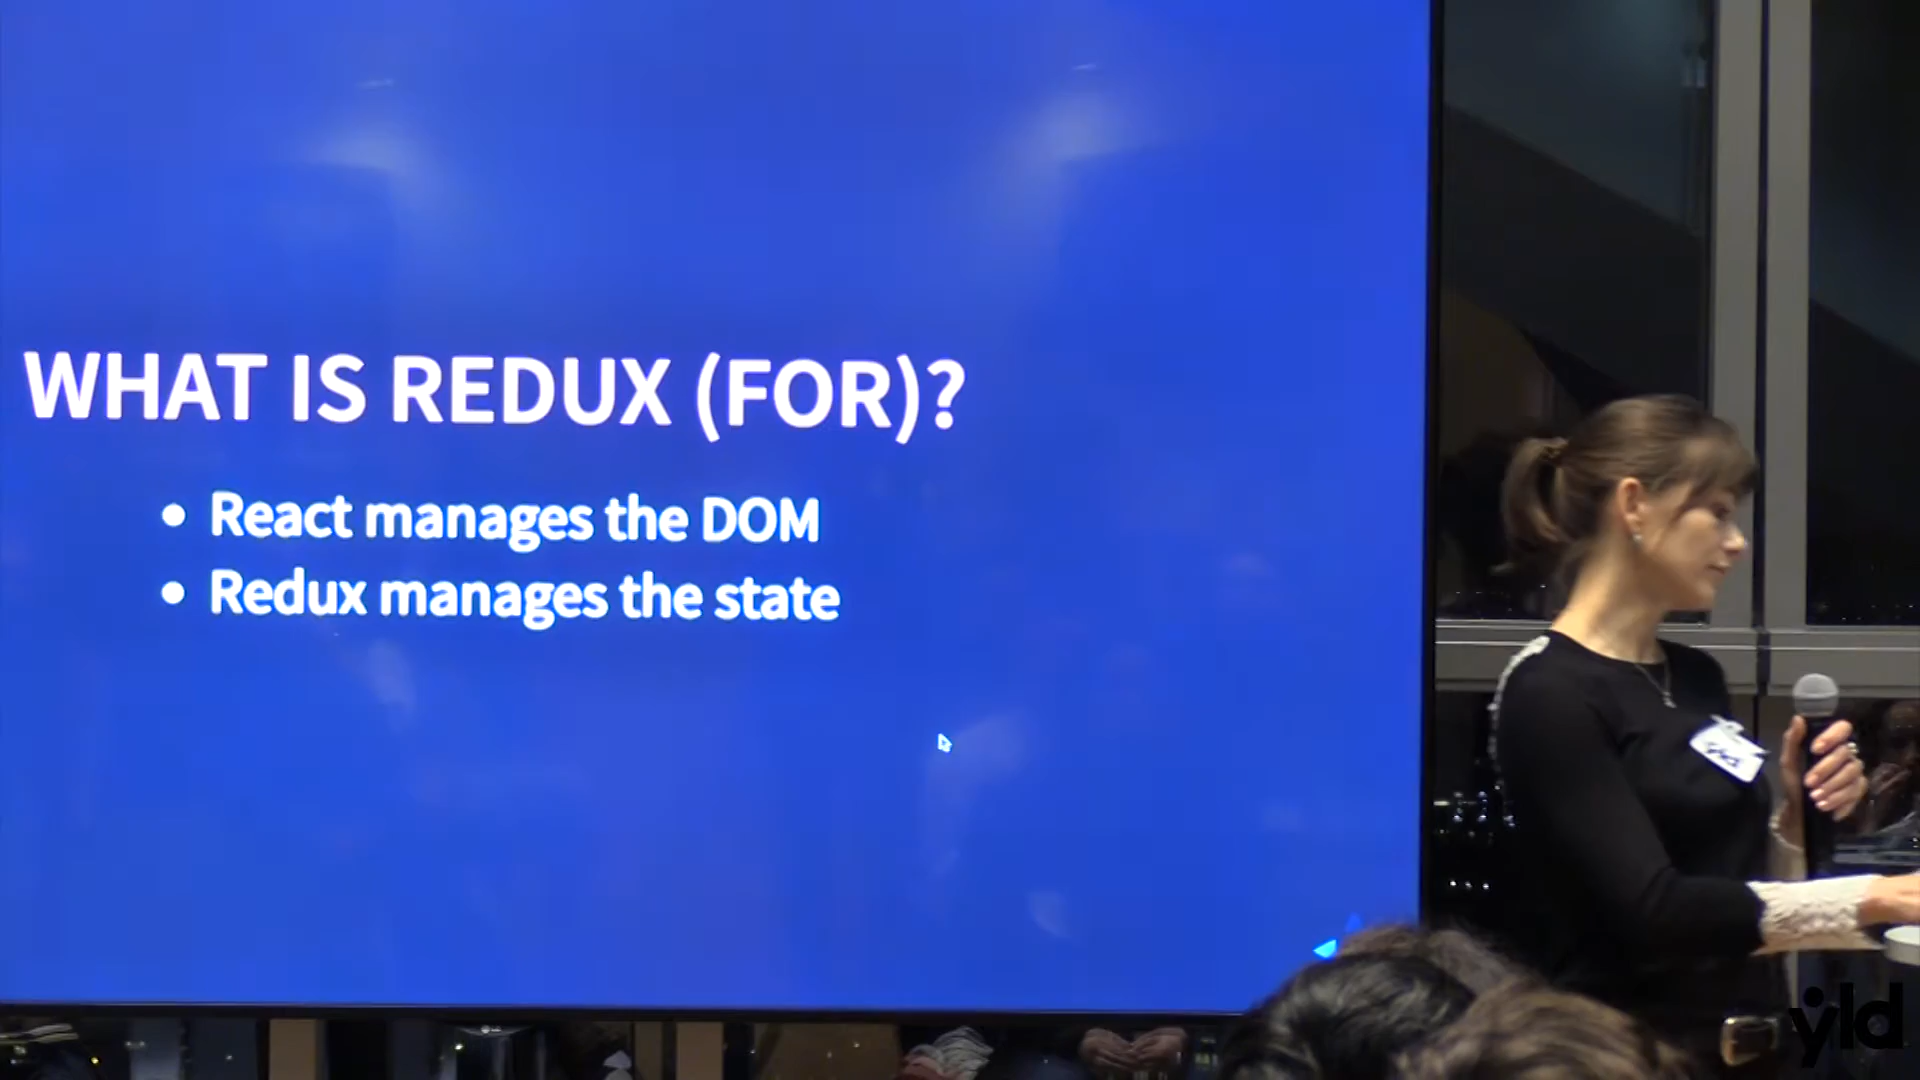 WHAT IS REDUX (FOR)?
• React manages the DOM
• Redux manages the state
yld